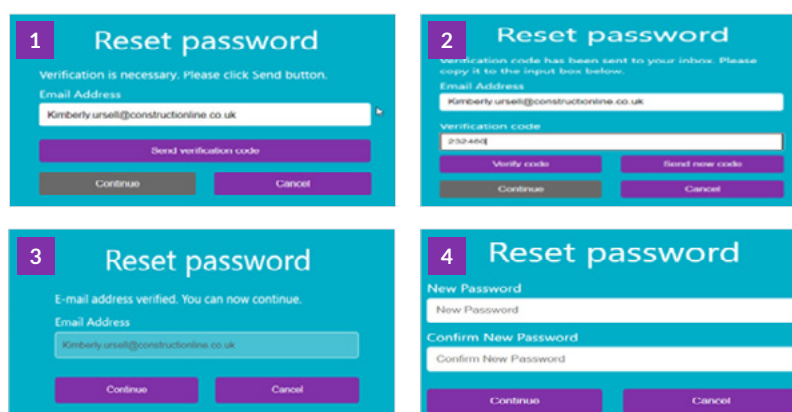 1
Reset password
Verification is necessary. Please click Send button.
Email Address
Kimberly.ursell@constructionline.co.uk
Send verification code
Continue
Cancel
2
Reset password
Verification code has been sent to your inbox. Please
copy it to the input box below.
Email Address
Kimberly.ursell@constructionline.co.uk
Verification code
232460
Verify code
Send new code
Continue
Cancel
3
Reset password
E-mail address verified. You can now continue.
Email Address
Kimberly.ursell@constructionline.co.uk
Continue
Cancel
4
Reset password
New Password
New Password
Confirm New Password
Confirm New Password
Continue
Cancel